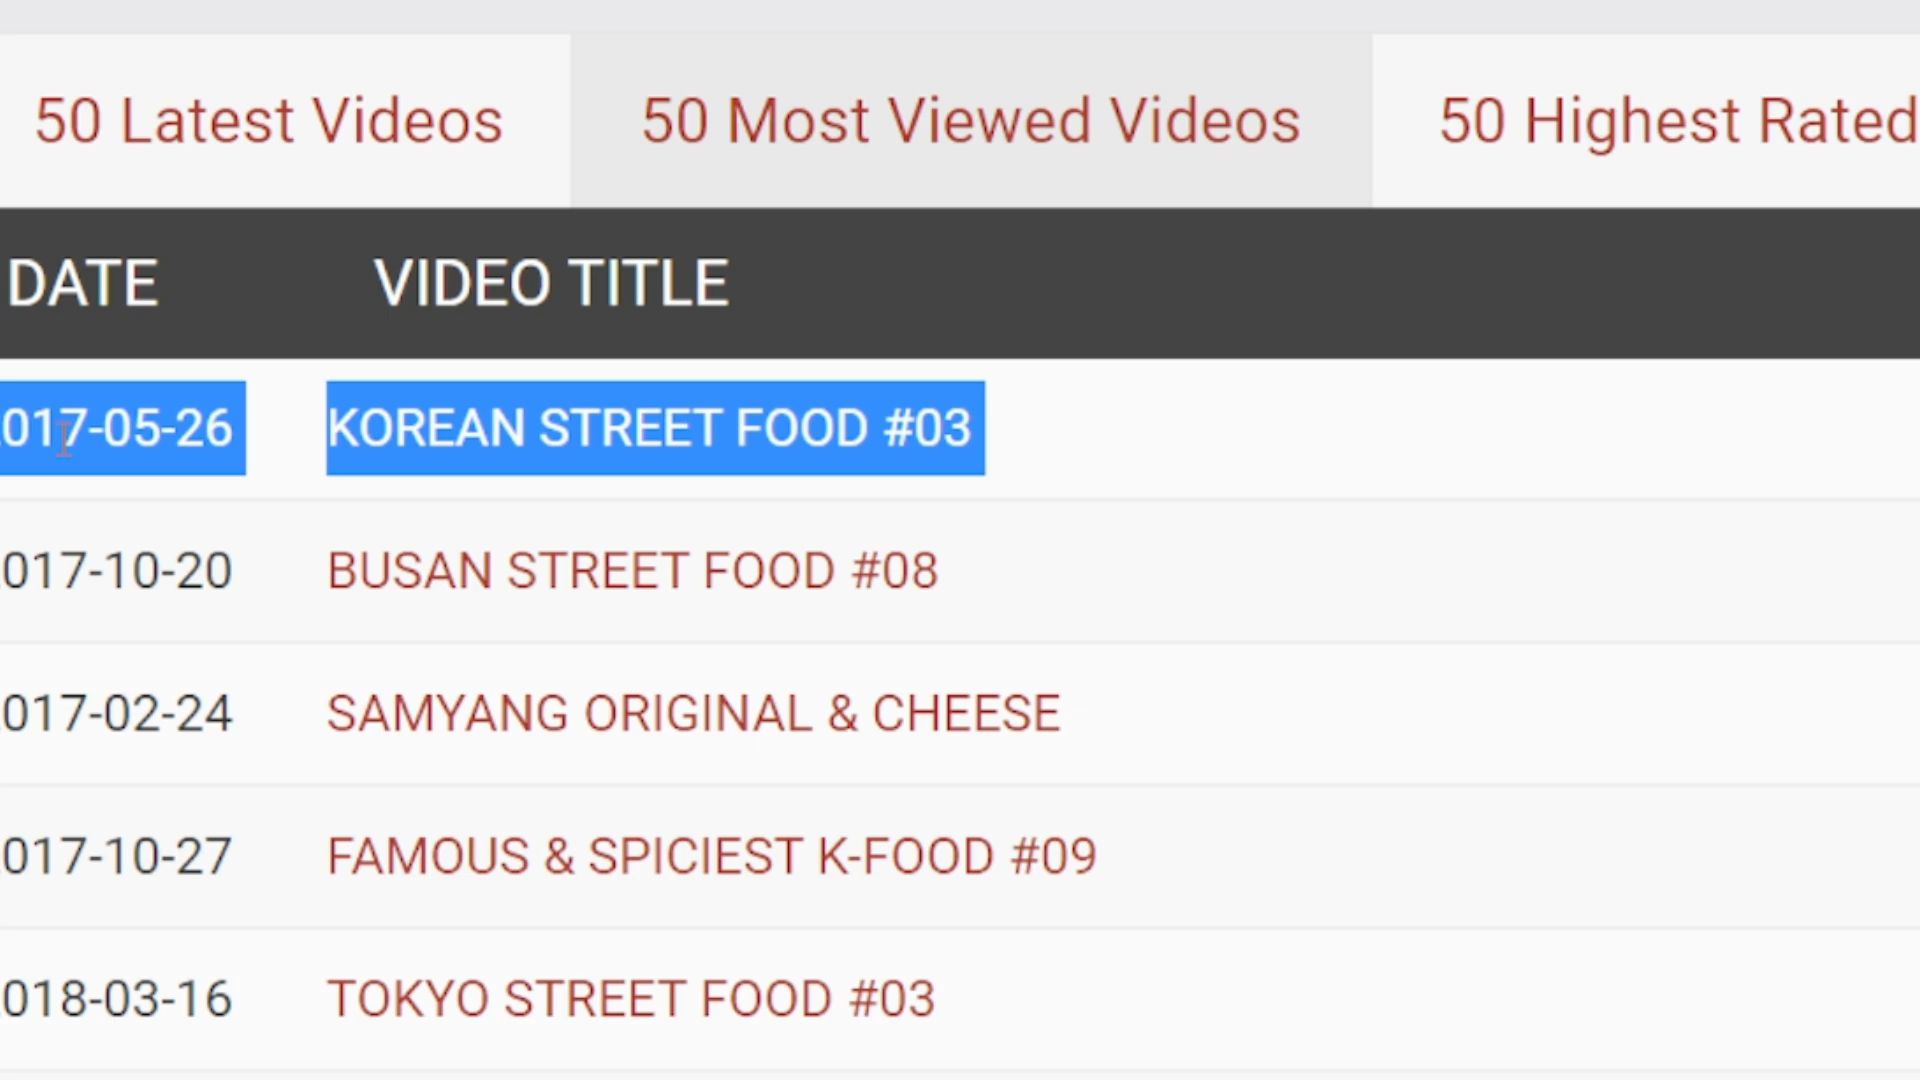 50 Latest Videos 50 Most Viewed Videos 50 Highest Rated
DATE VIDEO TITLE
017-05-26 KOREAN STREET FOOD #03
017-10-20 BUSAN STREET FOOD #08
017-02-24 SAMYANG ORIGINAL & CHEESE
017-10-27 FAMOUS & SPICIEST K-FOOD #09
018-03-16 TOKYO STREET FOOD #03